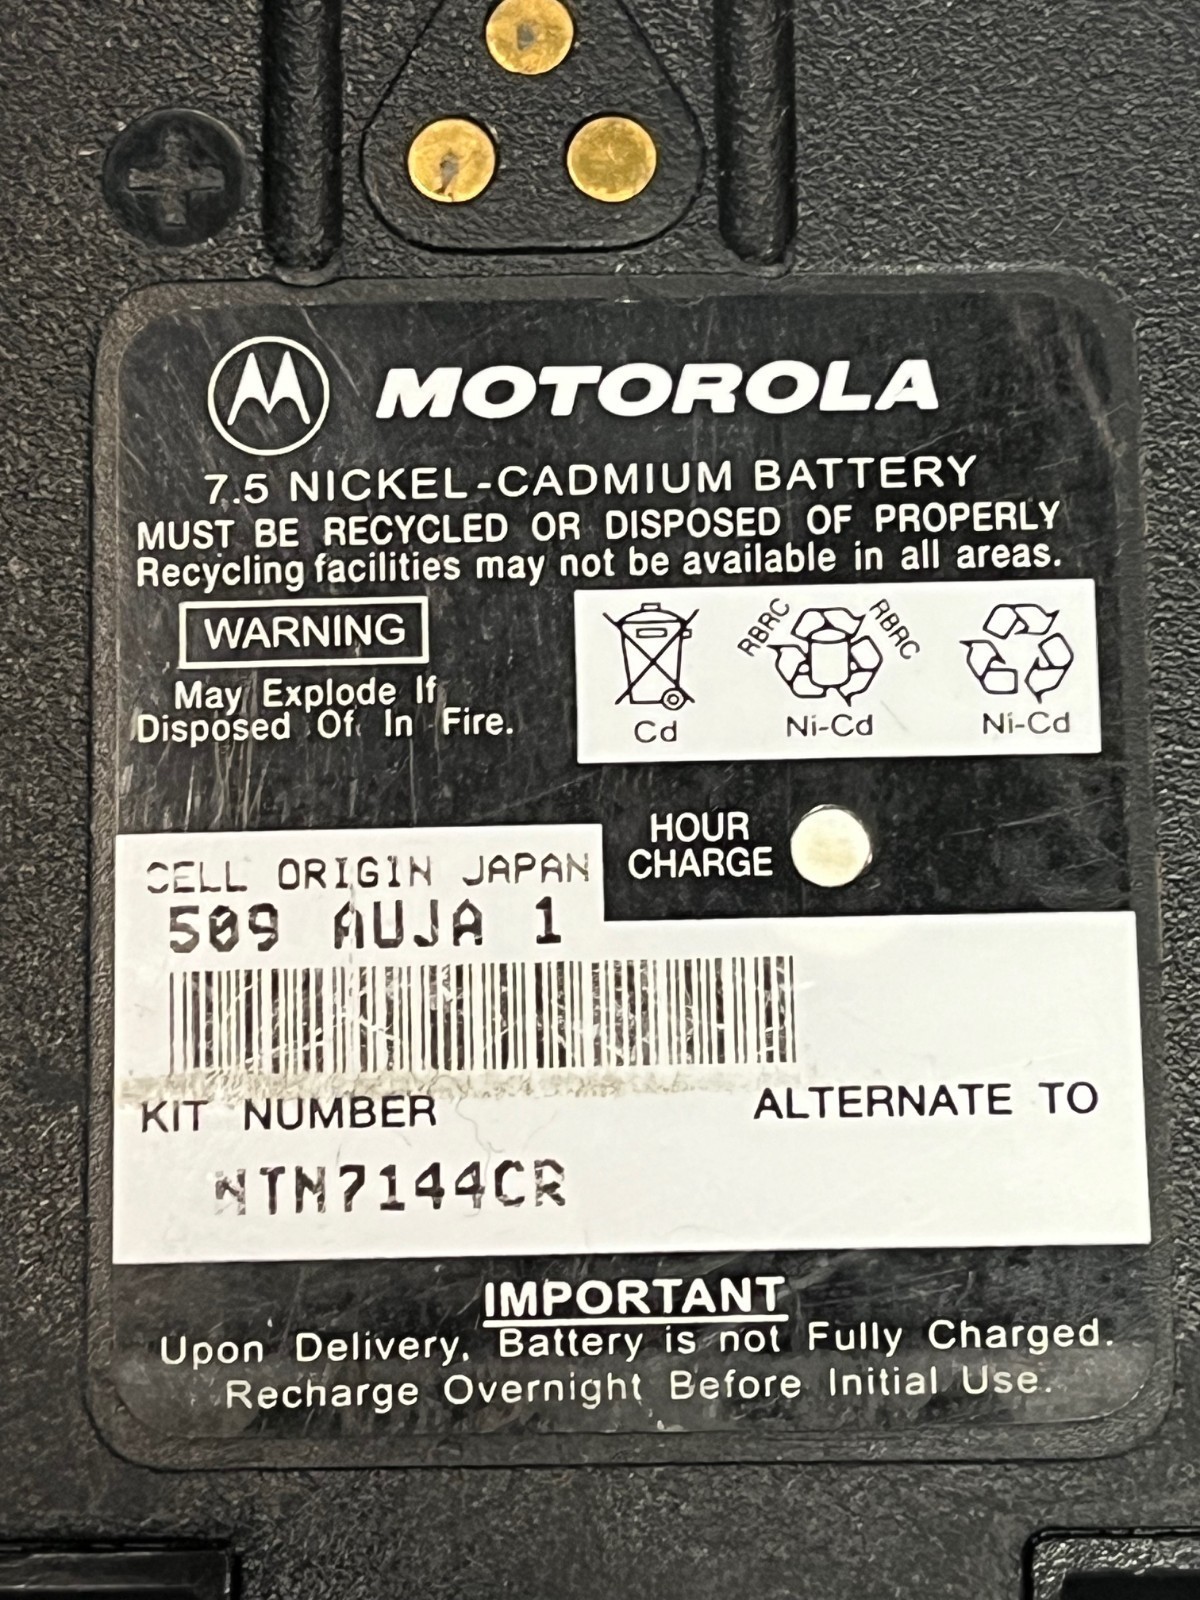 MOTOROLA
7.5 NICKEL-CADMIUM BATTERY
MUST BE RECYCLED OR DISPOSED OF PROPERLY
Recycling facilities may not be available in all areas.
WARNING
May Explode If
Disposed Of In Fire.
RBRC RBRC
Cd Ni-Cd Ni-Cd
HOUR
CHARGE
CELL ORIGIN JAPAN
509 AUJA 1
KIT NUMBER ALTERNATE TO
NTN7144CR
IMPORTANT
Upon Delivery, Battery is not Fully Charged.
Recharge Overnight Before Initial Use.